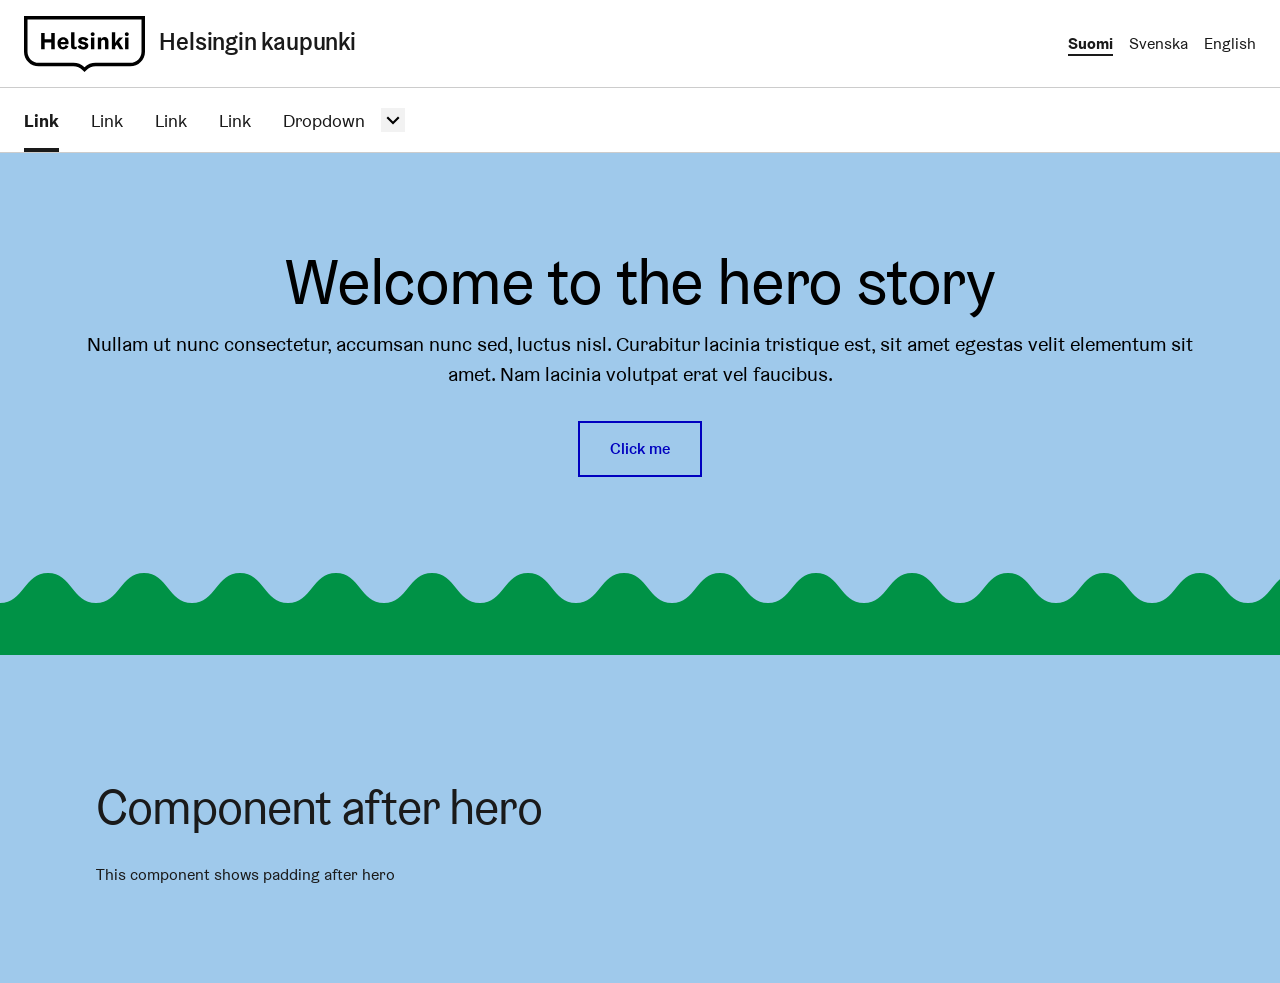 Helsinki
Helsingin kaupunki
Suomi Svenska English
Link Link Link Link Dropdown
Welcome to the hero story
Nullam ut nunc consectetur, accumsan nunc sed, luctus nisl. Curabitur lacinia tristique est, sit amet egestas velit elementum sit
amet. Nam lacinia volutpat erat vel faucibus.
Click me
Component after hero
This component shows padding after hero